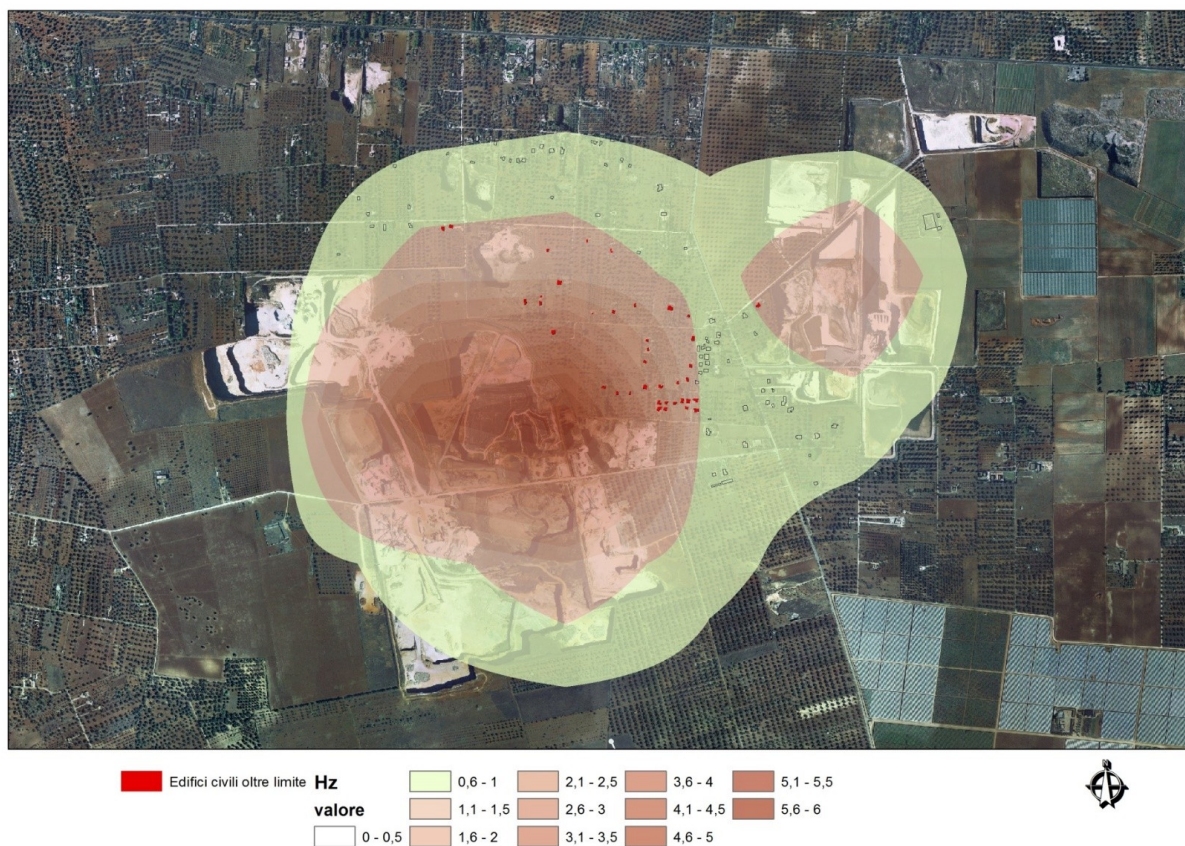 Edifici civili oltre limite
Hz
valore
0 - 0,5
0,6 - 1
1,1 - 1,5
1,6 - 2
2,1 - 2,5
2,6 - 3
3,1 - 3,5
3,6 - 4
4,1 - 4,5
4,6 - 5
5,1 - 5,5
5,6 - 6